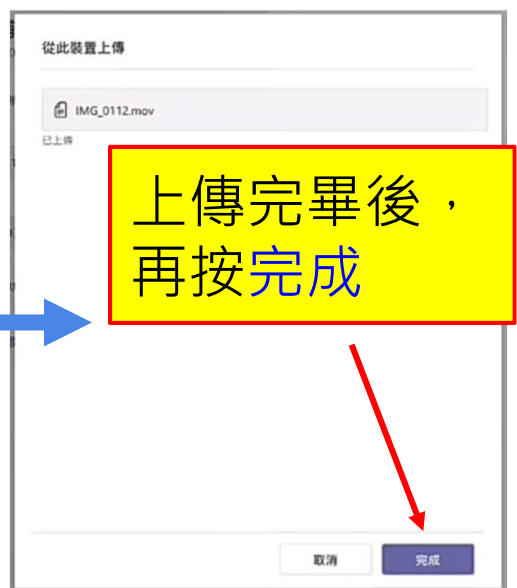 從此裝置上傳
IMG_0112.mov
已上傳
上傳完畢後，
再按完成
取消
完成